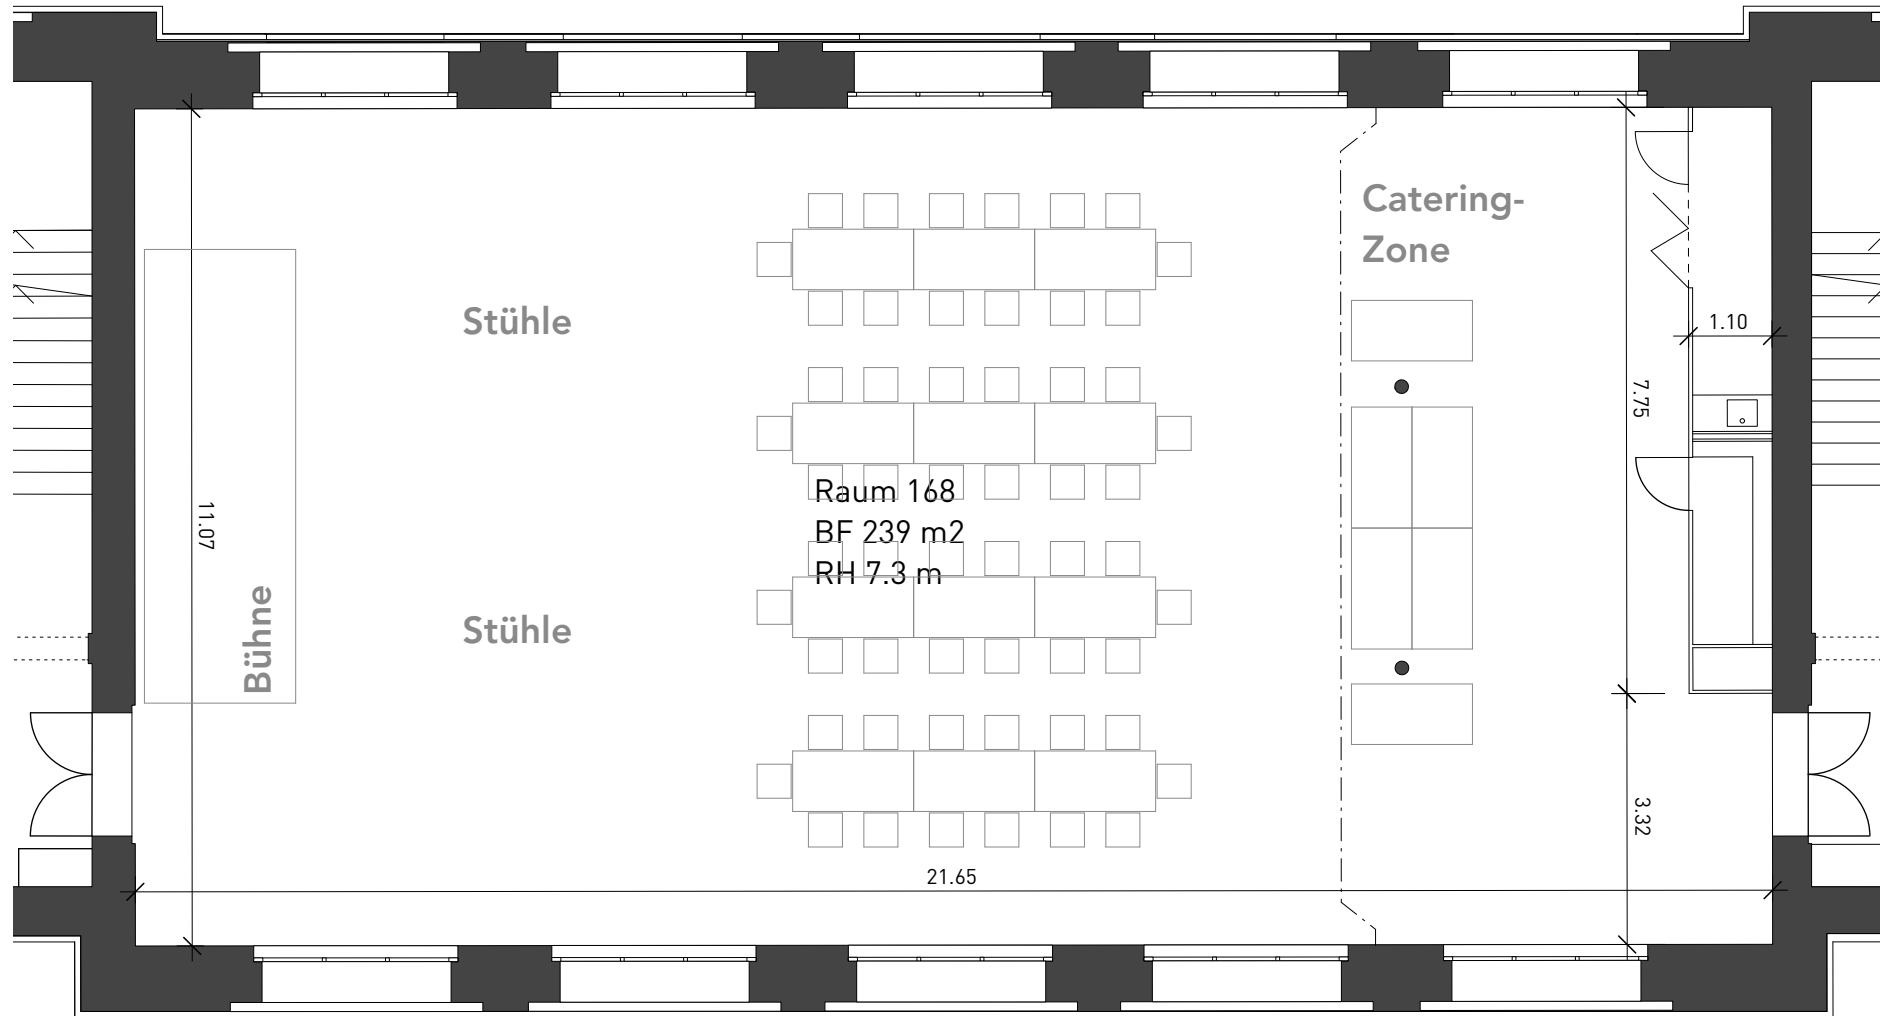 Catering-
Zone
Stühle
1.10
7.75
Raum 168
BF 239 m2
RH 7.3 m
11.07
Bühne
Stühle
3.32
21.65